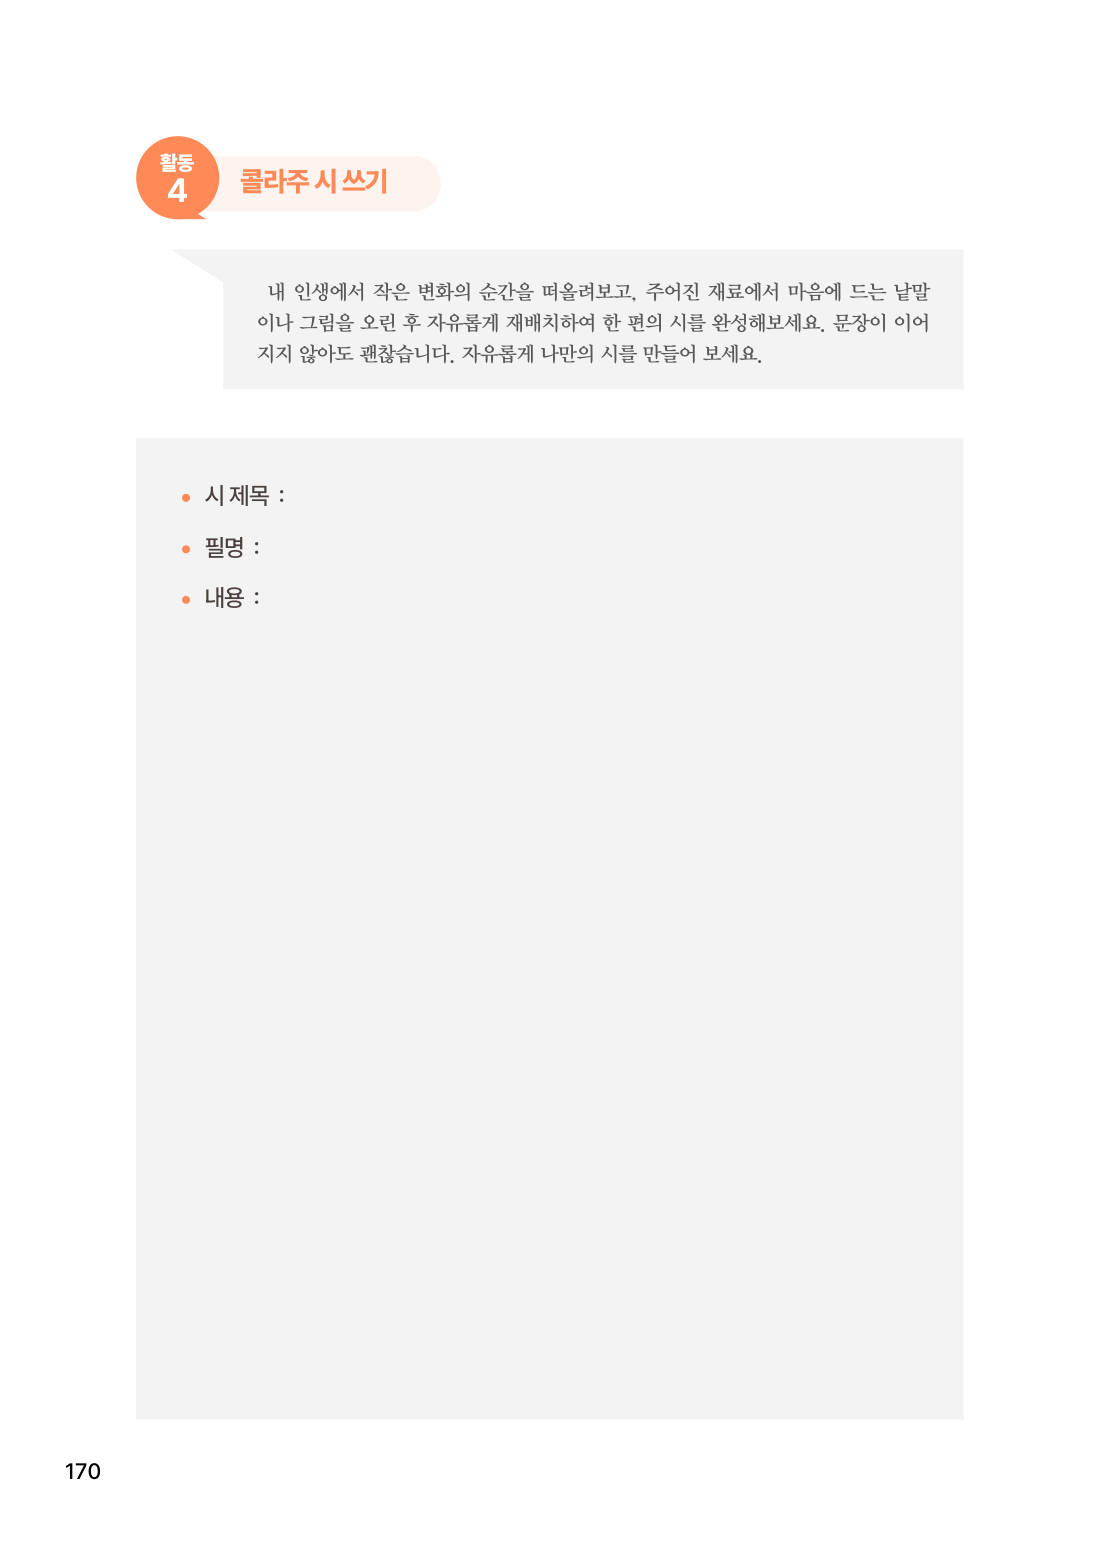 활동
4
콜라주 시 쓰기
내 인생에서 작은 변화의 순간을 떠올려보고, 주어진 재료에서 마음에 드는 낱말
이나 그림을 오린 후 자유롭게 재배치하여 한 편의 시를 완성해보세요. 문장이 이어
지지 않아도 괜찮습니다. 자유롭게 나만의 시를 만들어 보세요.
• 시 제목 :
• 필명 :
• 내용 :
170